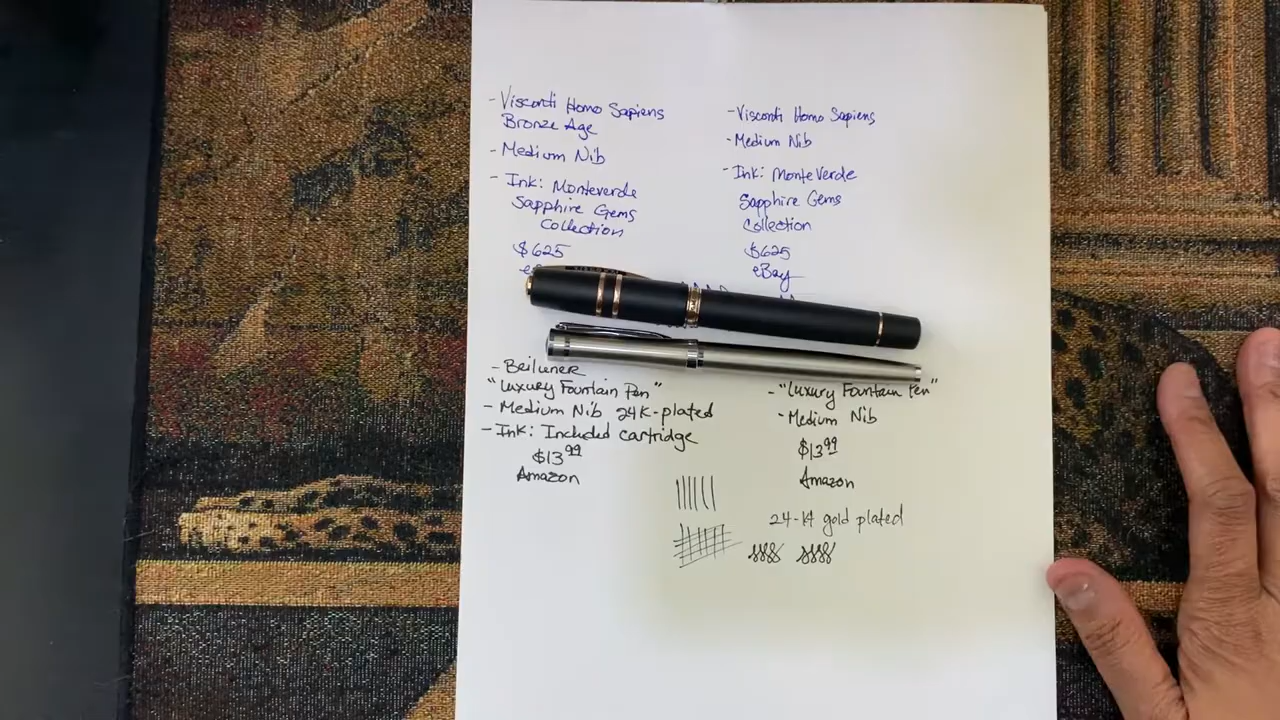 - Visconti Homo Sapiens
Bronze Age
- Medium Nib
- Ink: Monteverde
Sapphire Gems
Collection
$625
- Visconti Homo Sapiens
- Medium Nib
- Ink: Monteverde
Sapphire Gems
Collection
$625
eBay
- Beiluner
"Luxury Fountain Pen"
- Medium Nib 24K-plated
- Ink: Included cartridge
$13.99
Amazon
"Luxury Fountain Pen"
- Medium Nib
$13.99
Amazon
24-kt gold plated